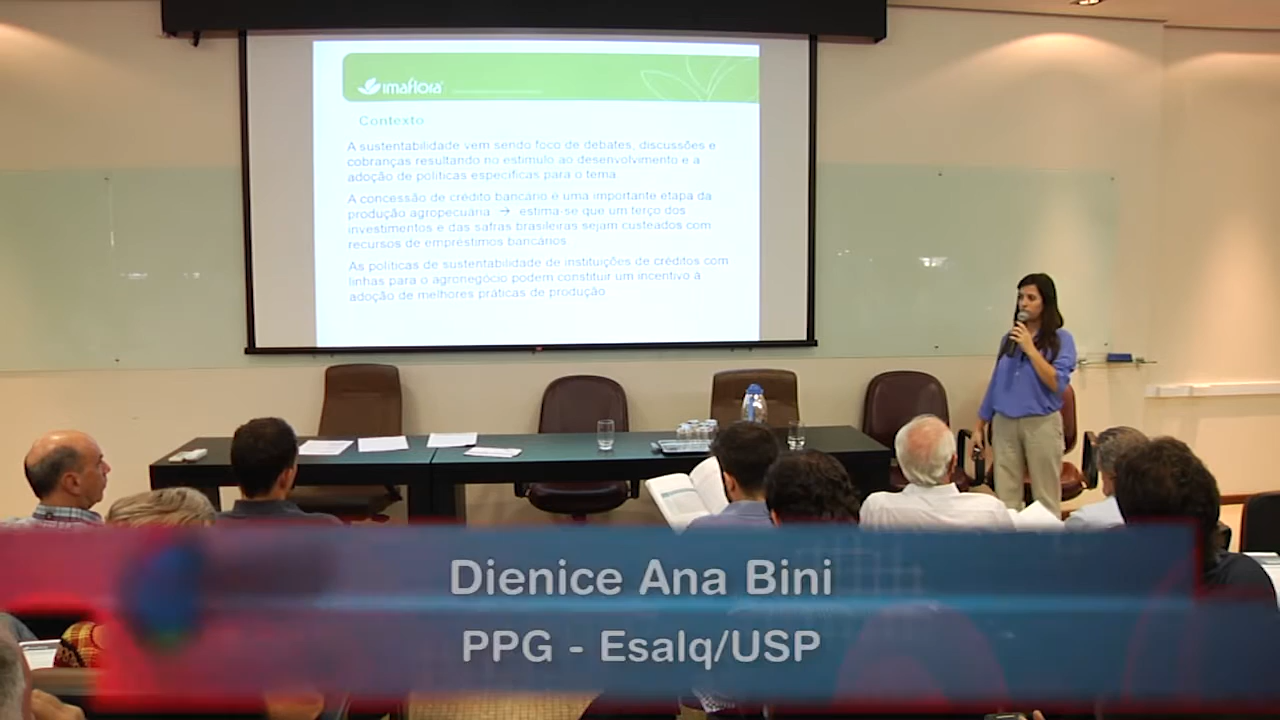 imaflora
Contexto
A sustentabilidade vem sendo foco de debates, discussões e
cobranças resultando no estímulo ao desenvolvimento e a
adoção de políticas específicas para o tema
A concessão de crédito bancário é uma importante etapa da
produção agropecuária → estima-se que um terço dos
investimentos e das safras brasileiras sejam custeados com
recursos de empréstimos bancários
As políticas de sustentabilidade de instituições de créditos com
linhas para o agronegócio podem constituir um incentivo à
adoção de melhores práticas de produção
Dienice Ana Bini
PPG - Esalq/USP